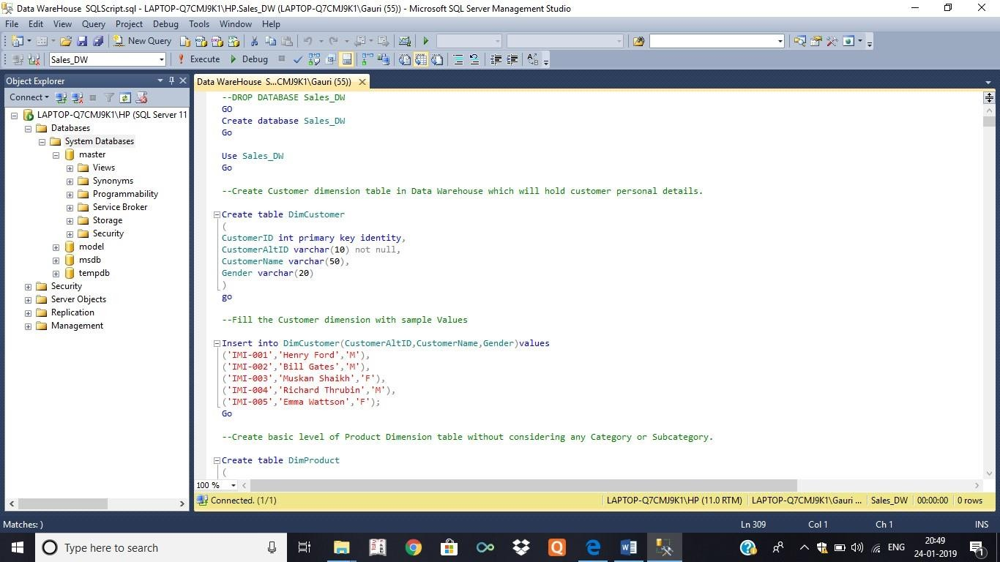 Data WareHouse SQLScript.sql - LAPTOP-Q7CMJ9K1\HP.Sales_DW (LAPTOP-Q7CMJ9K1\Gauri (55)) - Microsoft SQL Server Management Studio
File Edit View Query Project Debug Tools Window Help
New Query
Sales_DW
Execute
Debug
Object Explorer
Connect
LAPTOP-Q7CMJ9K1\HP (SQL Server 11
Databases
System Databases
master
Views
Synonyms
Programmability
Service Broker
Storage
Security
model
msdb
tempdb
Security
Server Objects
Replication
Management
Data WareHouse S...CMJ9K1\Gauri (55))
--DROP DATABASE Sales_DW
GO
Create database Sales_DW
Go
Use Sales_DW
Go
--Create Customer dimension table in Data Warehouse which will hold customer personal details.
Create table DimCustomer
(
CustomerID int primary key identity,
CustomerAltID varchar(10) not null,
CustomerName varchar(50),
Gender varchar(20)
)
go
--Fill the Customer dimension with sample Values
Insert into DimCustomer(CustomerAltID,CustomerName,Gender)values
('IMI-001','Henry Ford','M'),
('IMI-002','Bill Gates','M'),
('IMI-003','Muskan Shaikh','F'),
('IMI-004','Richard Thrubin','M'),
('IMI-005','Emma Wattson','F');
Go
--Create basic level of Product Dimension table without considering any Category or Subcategory.
Create table DimProduct
(
100 %
Connected. (1/1)
LAPTOP-Q7CMJ9K1\HP (11.0 RTM)
LAPTOP-Q7CMJ9K1\Gauri ...
Sales_DW
00:00:00
0 rows
Matches: )
Ln 309
Col 1
Ch 1
INS
Type here to search
ENG
20:49
24-01-2019
1